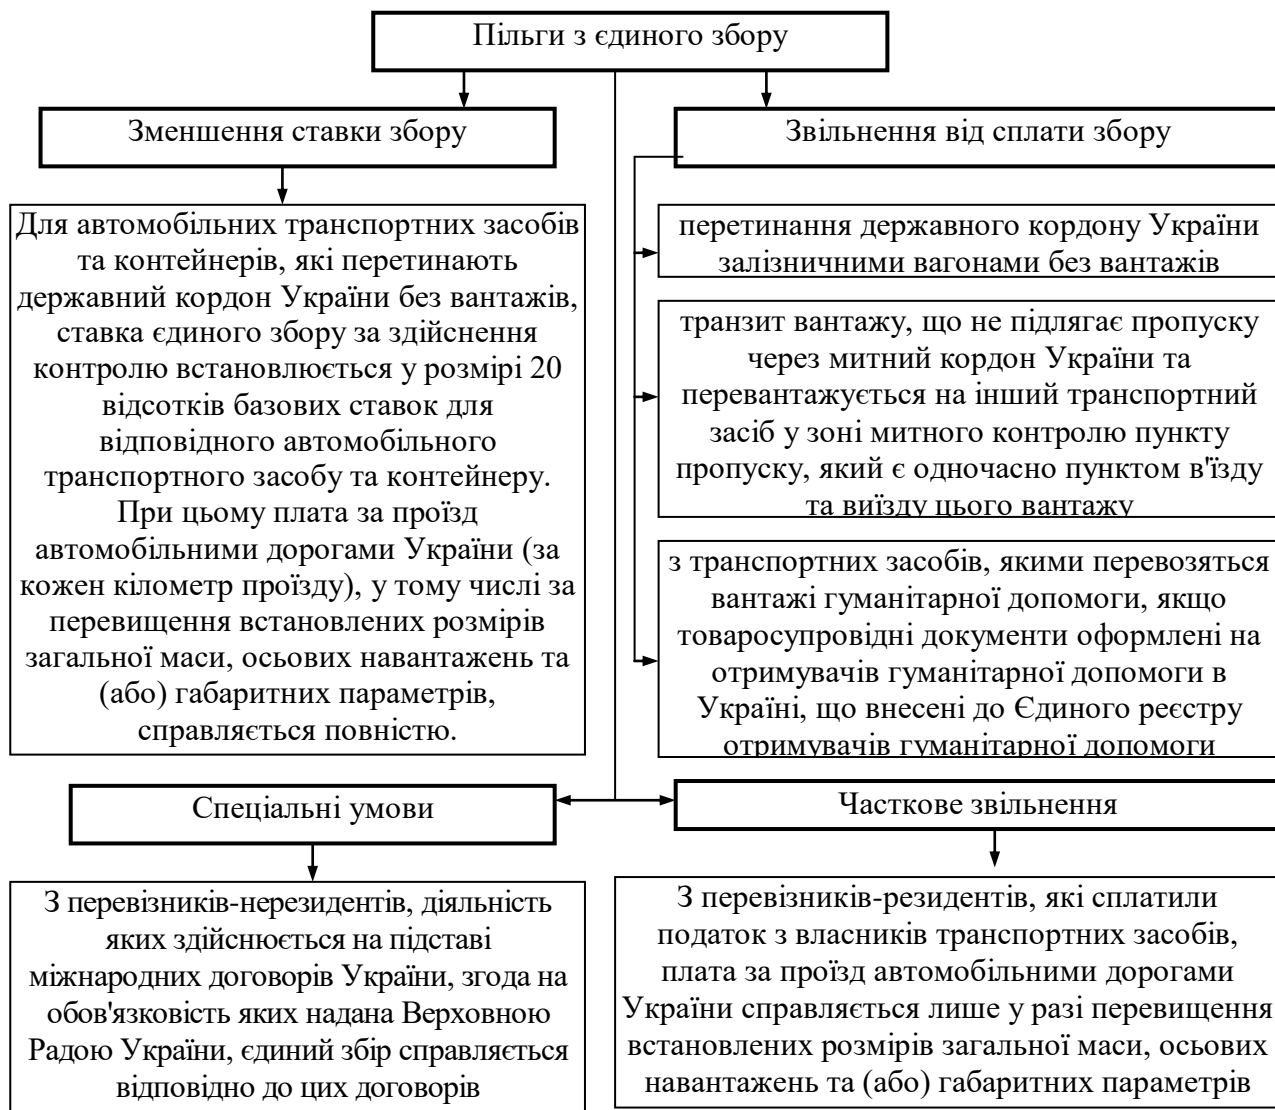 Пільги з єдиного збору
Зменшення ставки збору
Для автомобільних транспортних засобів
та контейнерів, які перетинають
державний кордон України без вантажів,
ставка єдиного збору за здійснення
контролю встановлюється у розмірі 20
відсотків базових ставок для
відповідного автомобільного
транспортного засобу та контейнеру.
При цьому плата за проїзд
автомобільними дорогами України (за
кожен кілометр проїзду), у тому числі за
перевищення встановлених розмірів
загальної маси, осьових навантажень та
(або) габаритних параметрів,
справляється повністю.
Звільнення від сплати збору
перетинання державного кордону України
залізничними вагонами без вантажів
транзит вантажу, що не підлягає пропуску
через митний кордон України та
перевантажується на інший транспортний
засіб у зоні митного контролю пункту
пропуску, який є одночасно пунктом в'їзду
та виїзду цього вантажу
з транспортних засобів, якими перевозяться
вантажі гуманітарної допомоги, якщо
товаросупровідні документи оформлені на
отримувачів гуманітарної допомоги в
Україні, що внесені до Єдиного реєстру
отримувачів гуманітарної допомоги
Спеціальні умови
З перевізників-нерезидентів, діяльність
яких здійснюється на підставі
міжнародних договорів України, згода на
обов'язковість яких надана Верховною
Радою України, єдиний збір справляється
відповідно до цих договорів
Часткове звільнення
З перевізників-резидентів, які сплатили
податок з власників транспортних засобів,
плата за проїзд автомобільними дорогами
України справляється лише у разі перевищення
встановлених розмірів загальної маси, осьових
навантажень та (або) габаритних параметрів